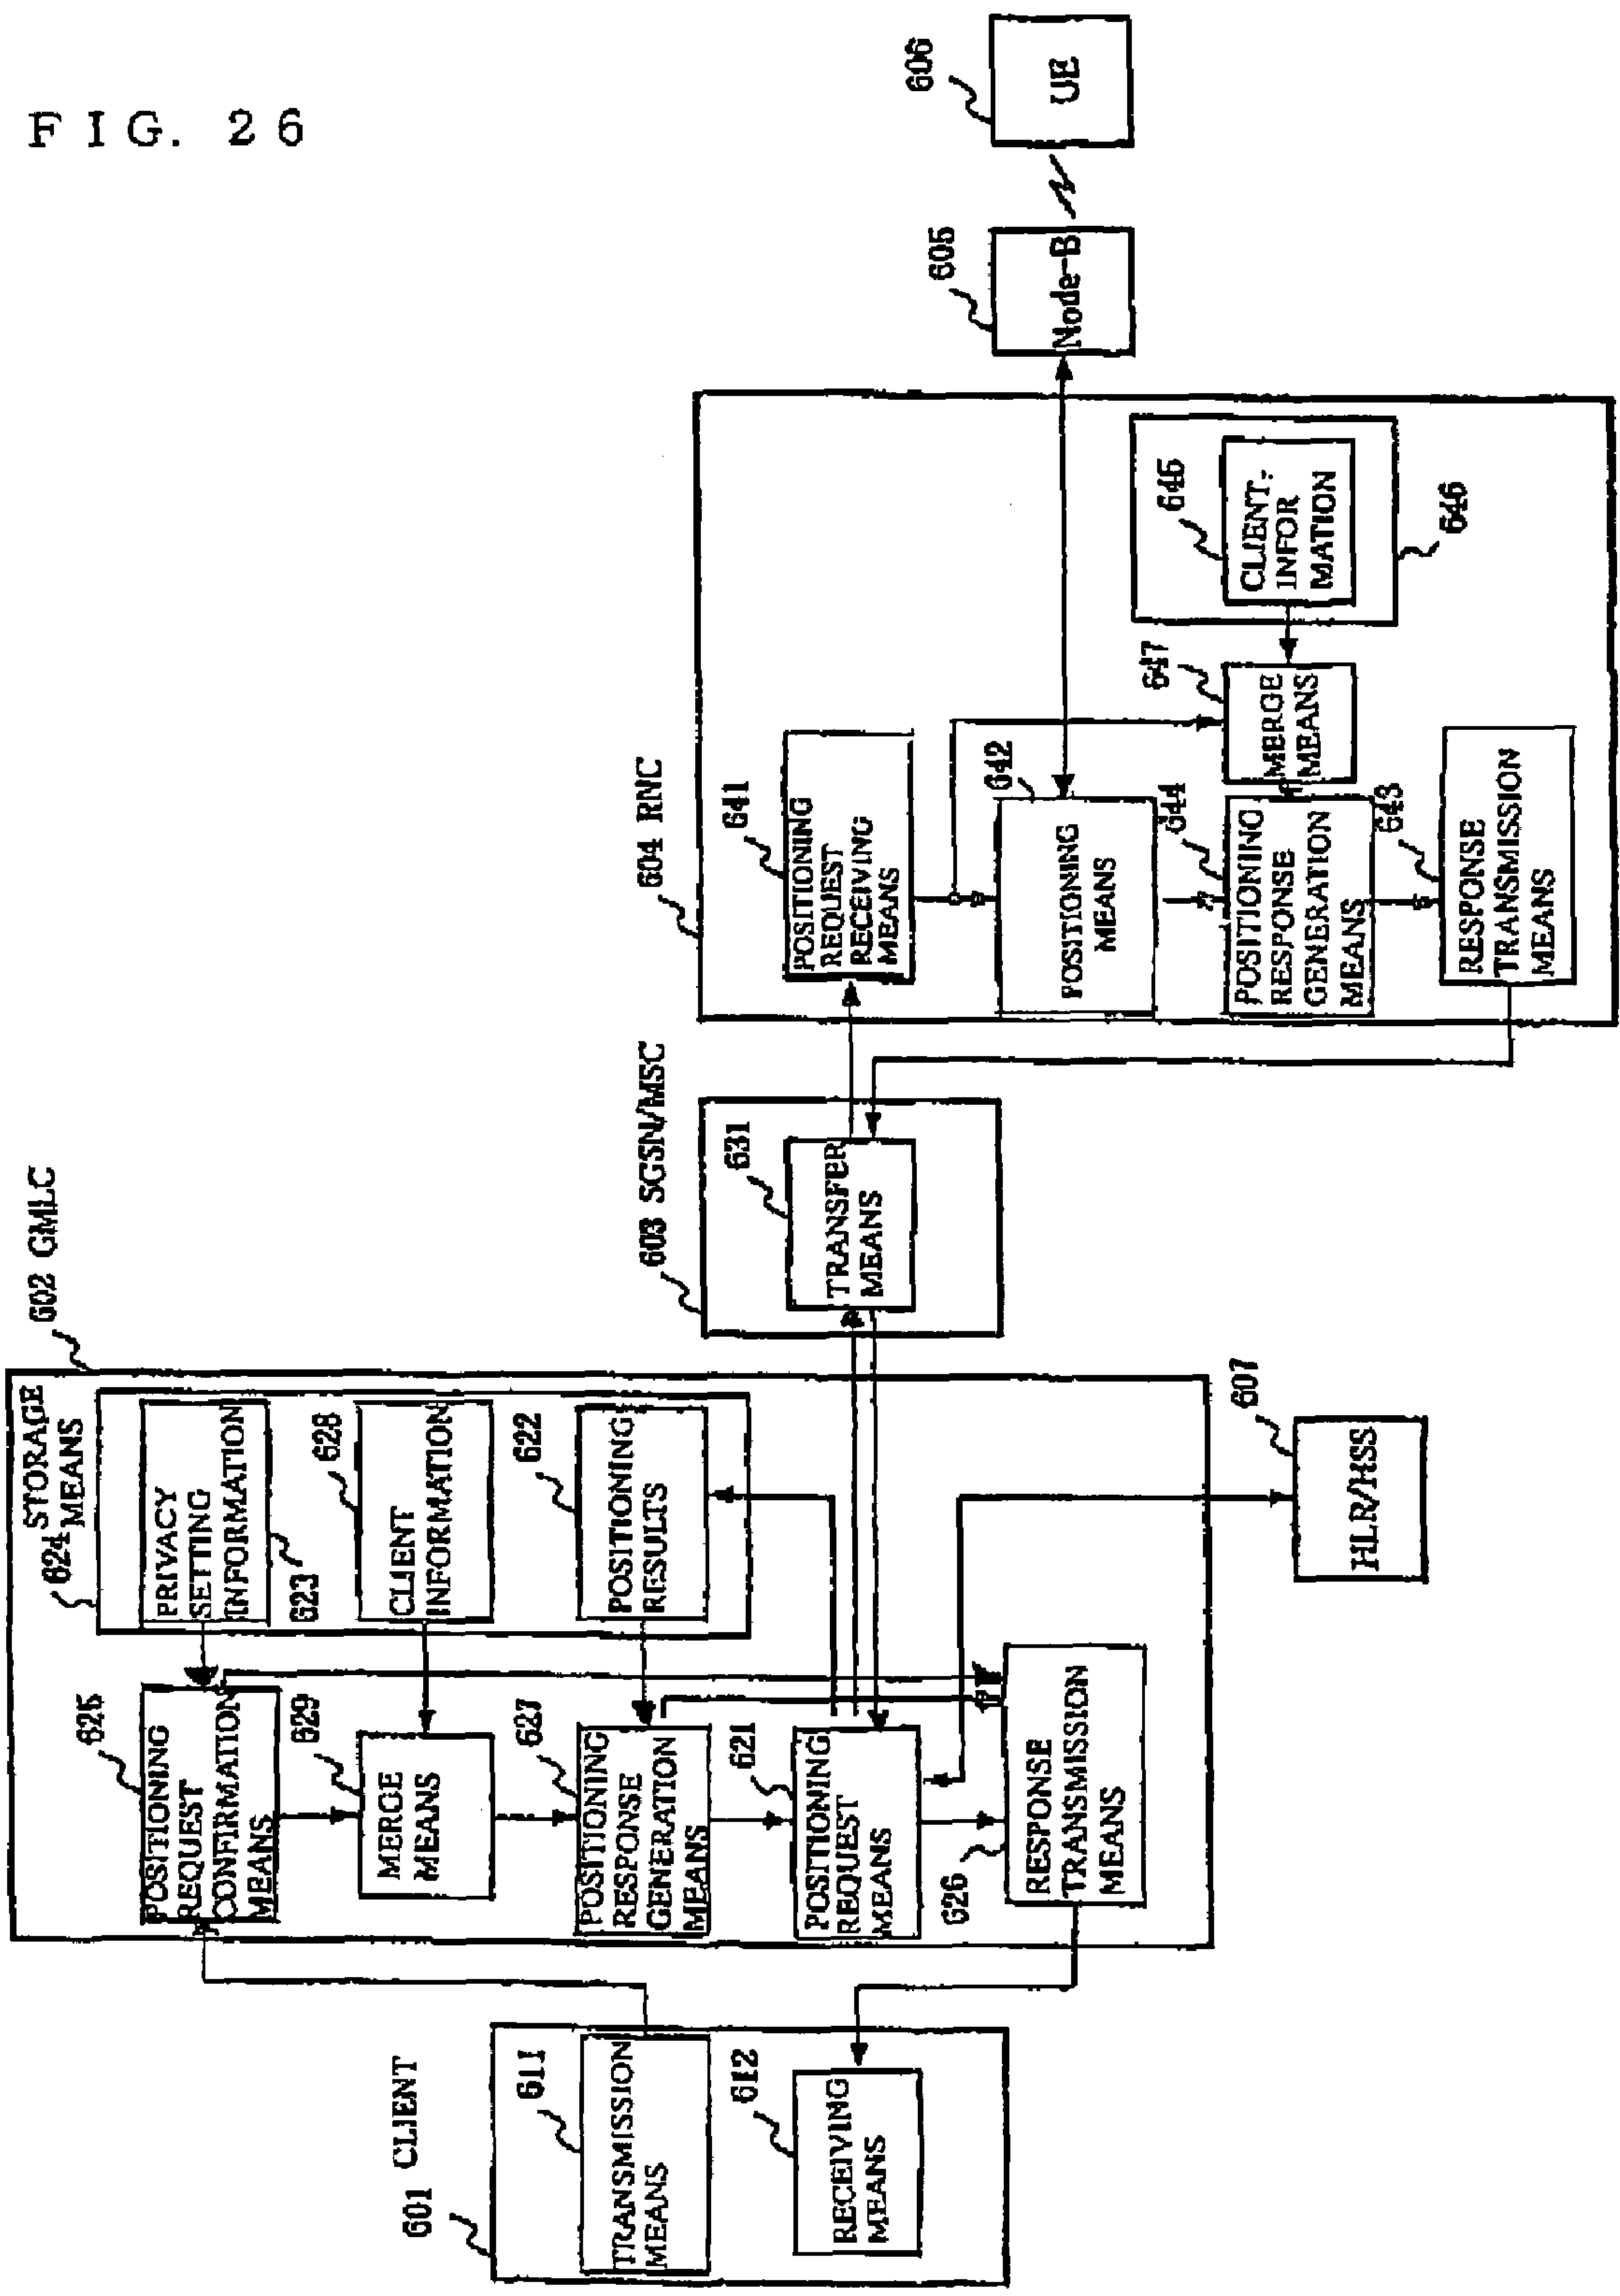 FIG. 26
601 CLIENT
611
TRANSMISSION
MEANS
612
RECEIVING
MEANS
602 GMLC
STORAGE
MEANS
624
PRIVACY
SETTING
INFORMATION
623
628
CLIENT
INFORMATION
622
POSITIONING
RESULTS
625
POSITIONING
REQUEST
CONFIRMATION
MEANS
629
MERGE
MEANS
627
POSITIONING
RESPONSE
GENERATION
MEANS
621
POSITIONING
REQUEST
MEANS
626
RESPONSE
TRANSMISSION
MEANS
607
HLR/HSS
603 SGSN/MSC
631
TRANSFER
MEANS
604 RNC
641
POSITIONING
REQUEST
RECEIVING
MEANS
642
POSITIONING
MEANS
644
POSITIONING
RESPONSE
GENERATION
MEANS
643
RESPONSE
TRANSMISSION
MEANS
647
MERGE
MEANS
645
CLIENT:
INFOR
MATION
646
605
Node-B
606
UE